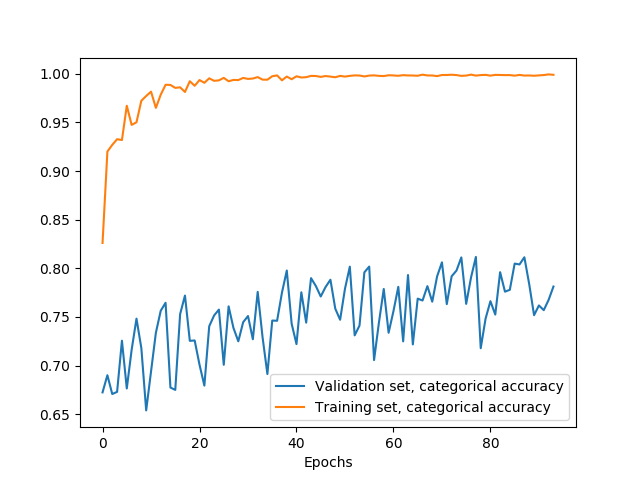 1.00
0.95
0.90
0.85
0.80
0.75
0.70
0.65
Validation set, categorical accuracy
Training set, categorical accuracy
0 20 40 60 80
Epochs